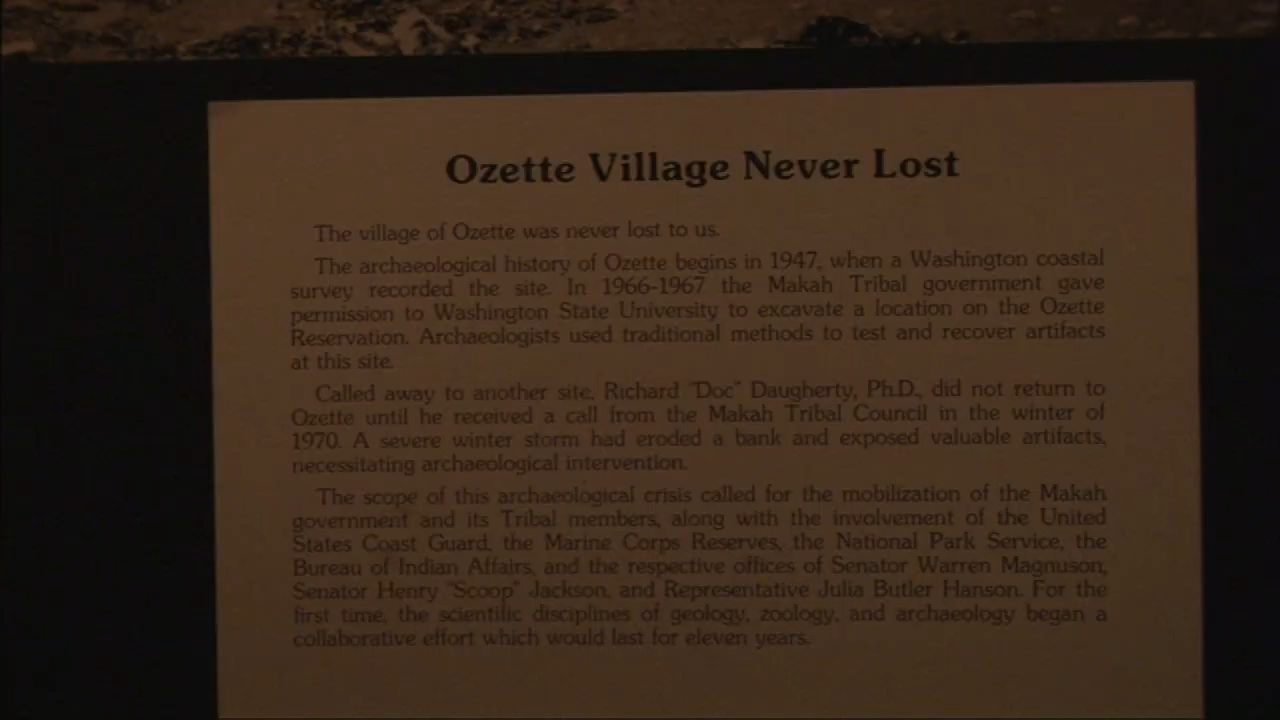 Ozette Village Never Lost
The village of Ozette was never lost to us.
The archaeological history of Ozette begins in 1947, when a Washington coastal
survey recorded the site. In 1966-1967 the Makah Tribal government gave
permission to Washington State University to excavate a location on the Ozette
Reservation. Archaeologists used traditional methods to test and recover artifacts
at this site.
Called away to another site, Richard "Doc" Daugherty, Ph.D., did not return to
Ozette until he received a call from the Makah Tribal Council in the winter of
1970. A severe winter storm had eroded a bank and exposed valuable artifacts,
necessitating archaeological intervention.
The scope of this archaeological crisis called for the mobilization of the Makah
government and its Tribal members, along with the involvement of the United
States Coast Guard, the Marine Corps Reserves, the National Park Service, the
Bureau of Indian Affairs, and the respective offices of Senator Warren Magnuson,
Senator Henry "Scoop" Jackson, and Representative Julia Butler Hanson. For the
first time, the scientific disciplines of geology, zoology, and archaeology began a
collaborative effort which would last for eleven years.